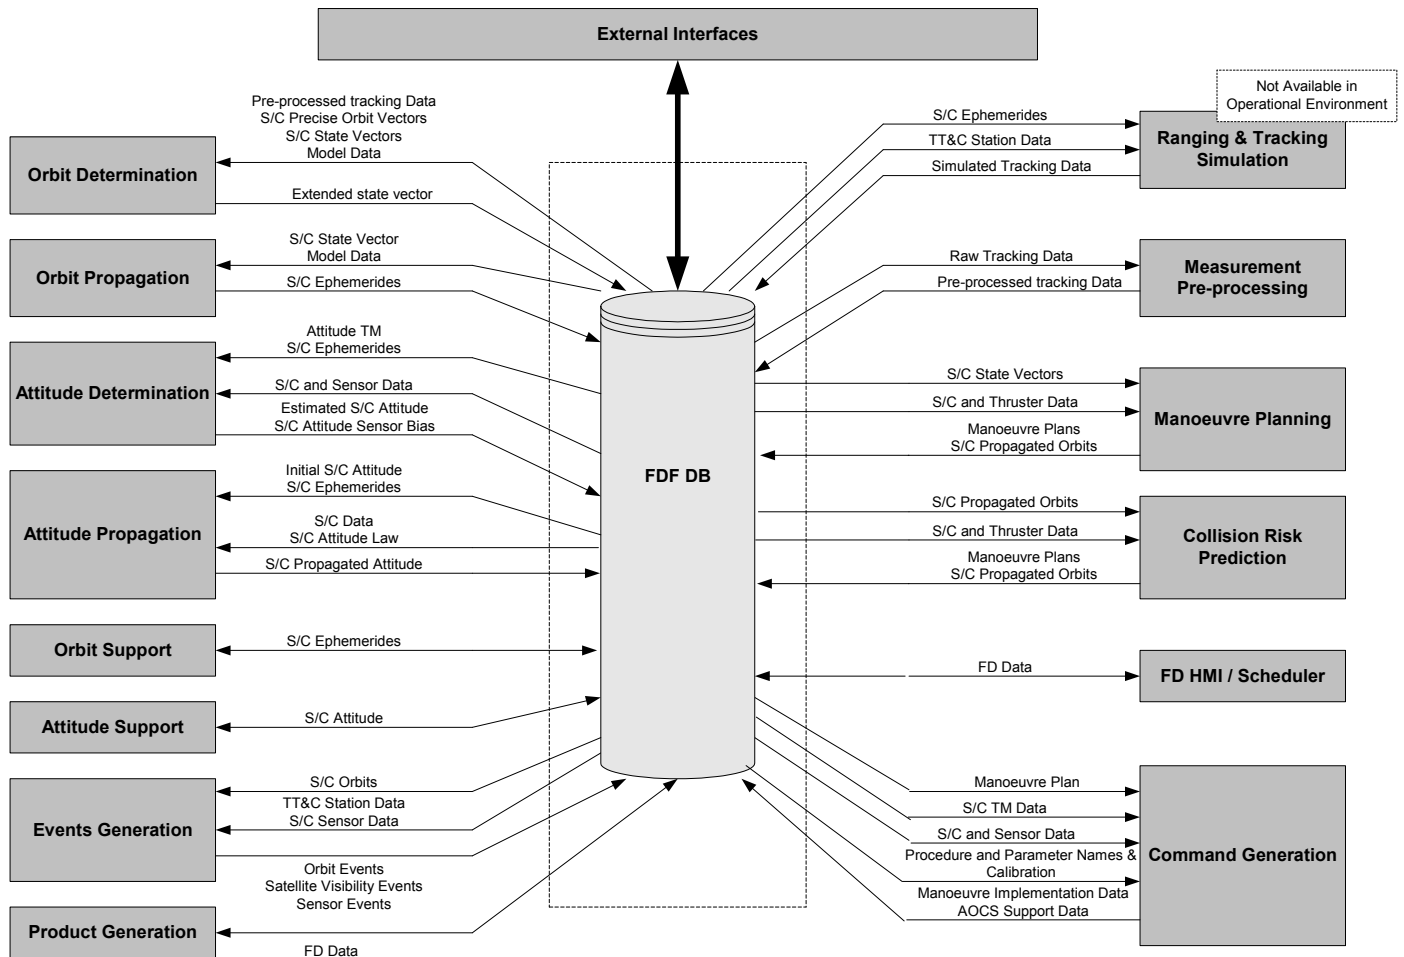 External Interfaces
Not Available in
Operational Environment
Pre-processed tracking Data
S/C Precise Orbit Vectors
S/C State Vectors
Model Data
Orbit Determination
Extended state vector
S/C State Vector
Model Data
Orbit Propagation
S/C Ephemerides
Attitude TM
S/C Ephemerides
Attitude Determination
S/C and Sensor Data
Estimated S/C Attitude
S/C Attitude Sensor Bias
Initial S/C Attitude
S/C Ephemerides
Attitude Propagation
S/C Data
S/C Attitude Law
S/C Propagated Attitude
Orbit Support
S/C Ephemerides
Attitude Support
S/C Attitude
S/C Orbits
Events Generation
TT&C Station Data
S/C Sensor Data
Orbit Events
Satellite Visibility Events
Sensor Events
Product Generation
FD Data
FDF DB
S/C Ephemerides
TT&C Station Data
Simulated Tracking Data
Ranging & Tracking
Simulation
Raw Tracking Data
Pre-processed tracking Data
Measurement
Pre-processing
S/C State Vectors
S/C and Thruster Data
Manoeuvre Plans
S/C Propagated Orbits
Manoeuvre Planning
S/C Propagated Orbits
S/C and Thruster Data
Manoeuvre Plans
S/C Propagated Orbits
Collision Risk
Prediction
FD Data
FD HMI / Scheduler
Manoeuvre Plan
S/C TM Data
S/C and Sensor Data
Procedure and Parameter Names &
Calibration
Manoeuvre Implementation Data
AOCS Support Data
Command Generation